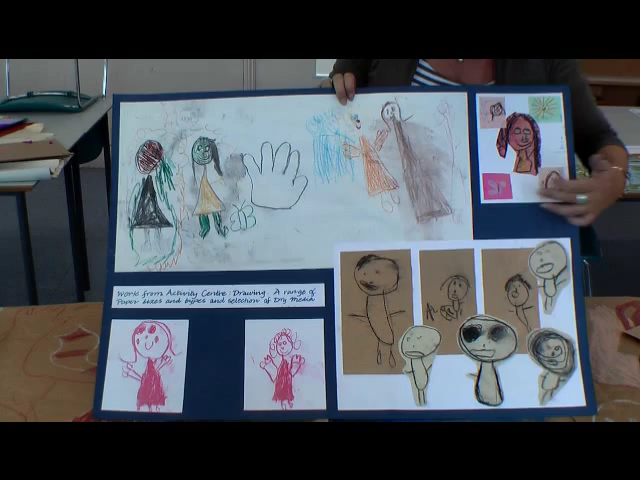 Work from Activity Centre: Drawing. A range of
Paper sizes and types and selection of Dry Media